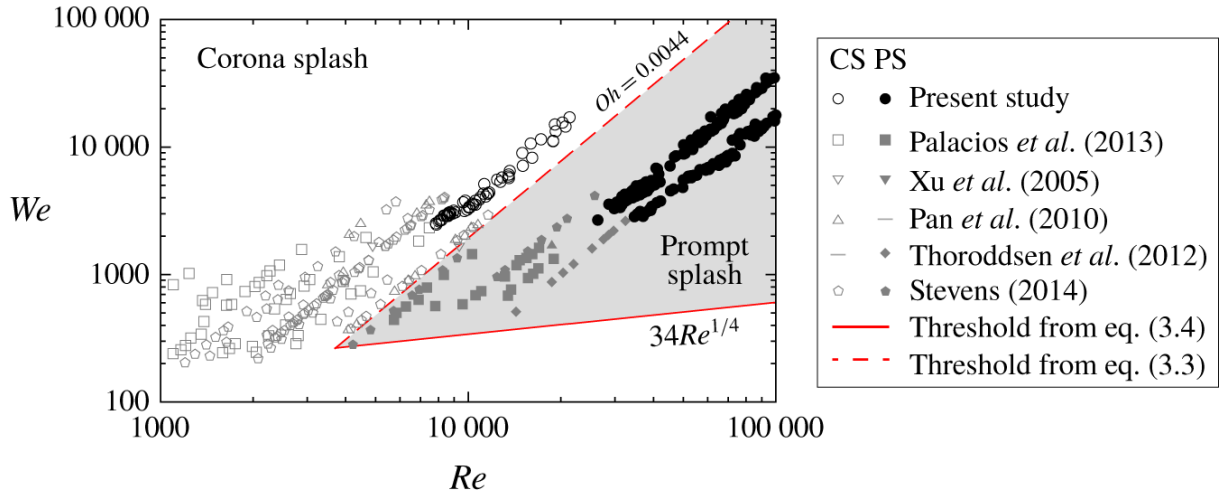 100 000
10 000
1000
100
We
1000
10 000
100 000
Re
Corona splash
Oh = 0.0044
Prompt
splash
34Re^{1/4}
CS PS
Present study
Palacios et al. (2013)
Xu et al. (2005)
Pan et al. (2010)
Thoroddsen et al. (2012)
Stevens (2014)
Threshold from eq. (3.4)
Threshold from eq. (3.3)